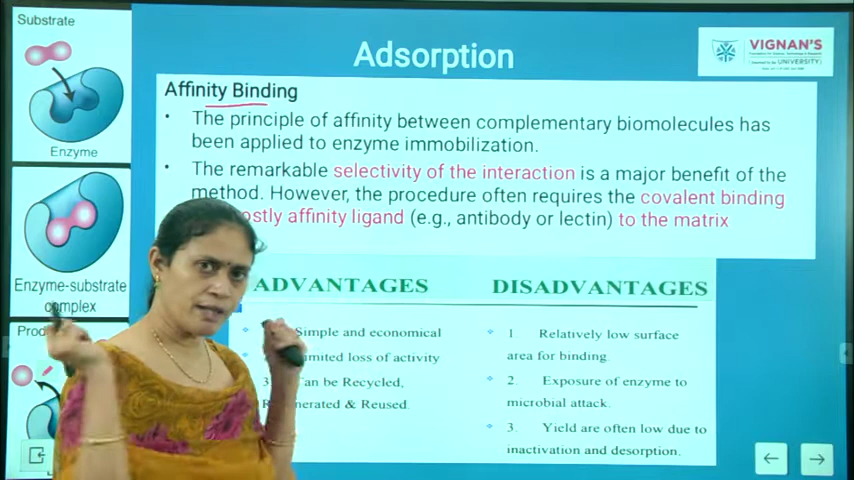 Substrate
Enzyme
Enzyme-substrate
complex
Adsorption
VIGNAN'S
UNIVERSITY
Affinity Binding
• The principle of affinity between complementary biomolecules has
been applied to enzyme immobilization.
• The remarkable selectivity of the interaction is a major benefit of the
method. However, the procedure often requires the covalent binding
affinity ligand (e.g., antibody or lectin) to the matrix
ADVANTAGES
Simple and economical
loss of activity
3 Can be Recycled,
& Reused.
DISADVANTAGES
1. Relatively low surface
area for binding.
2. Exposure of enzyme to
microbial attack.
3. Yield are often low due to
inactivation and desorption.